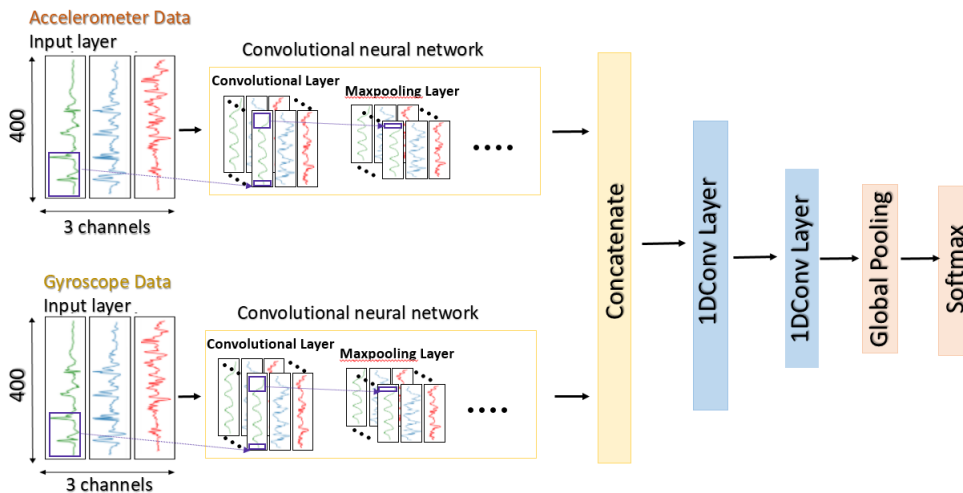 Accelerometer Data
Input layer
400
3 channels
Convolutional neural network
Convolutional Layer
Maxpooling Layer
Gyroscope Data
Input layer
400
3 channels
Convolutional neural network
Convolutional Layer
Maxpooling Layer
Concatenate
1DConv Layer
1DConv Layer
Global Pooling
Softmax